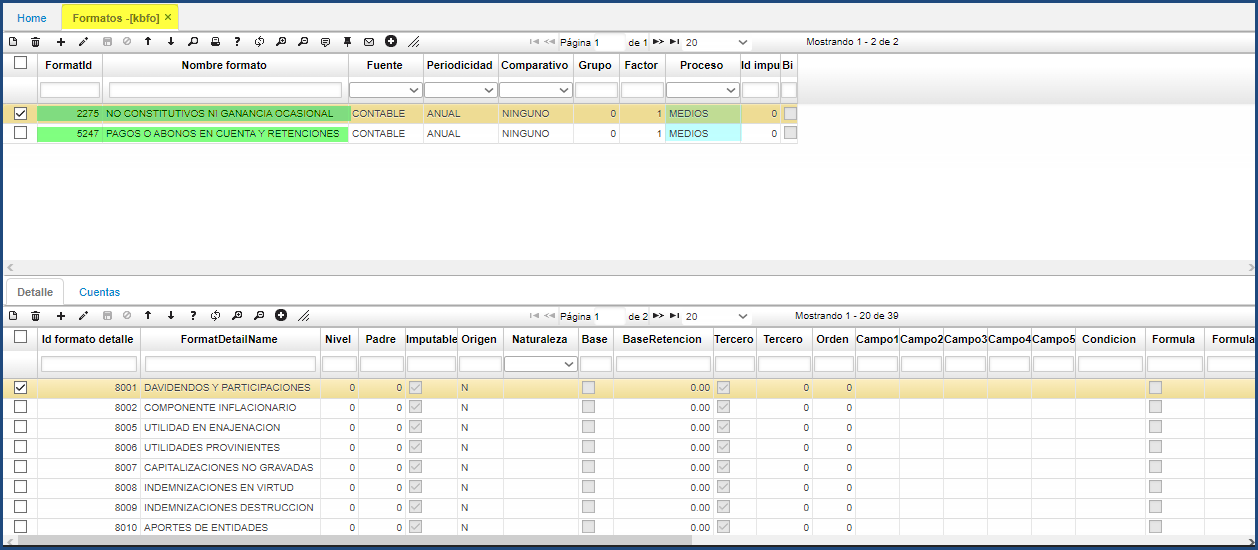 Home Formatos -[kbfo] ×
Página 1 de 1 20 Mostrando 1 - 2 de 2
FormatId Nombre formato Fuente Periodicidad Comparativo Grupo Factor Proceso Id impu Bi
2275 NO CONSTITUTIVOS NI GANANCIA OCASIONAL CONTABLE ANUAL NINGUNO 0 1 MEDIOS 0
5247 PAGOS O ABONOS EN CUENTA Y RETENCIONES CONTABLE ANUAL NINGUNO 0 1 MEDIOS 0
Detalle Cuentas
Página 1 de 2 20 Mostrando 1 - 20 de 39
Id formato detalle FormatDetailName Nivel Padre Imputable Origen Naturaleza Base BaseRetencion Tercero Tercero Orden Campo1 Campo2 Campo3 Campo4 Campo5 Condicion Formula Formula
8001 DAVIDENDOS Y PARTICIPACIONES 0 0 N 0.00 0 0
8002 COMPONENTE INFLACIONARIO 0 0 N 0.00 0 0
8005 UTILIDAD EN ENAJENACION 0 0 N 0.00 0 0
8006 UTILIDADES PROVINIENTES 0 0 N 0.00 0 0
8007 CAPITALIZACIONES NO GRAVADAS 0 0 N 0.00 0 0
8008 INDEMNIZACIONES EN VIRTUD 0 0 N 0.00 0 0
8009 INDEMNIZACIONES DESTRUCCION 0 0 N 0.00 0 0
8010 APORTES DE ENTIDADES 0 0 N 0.00 0 0